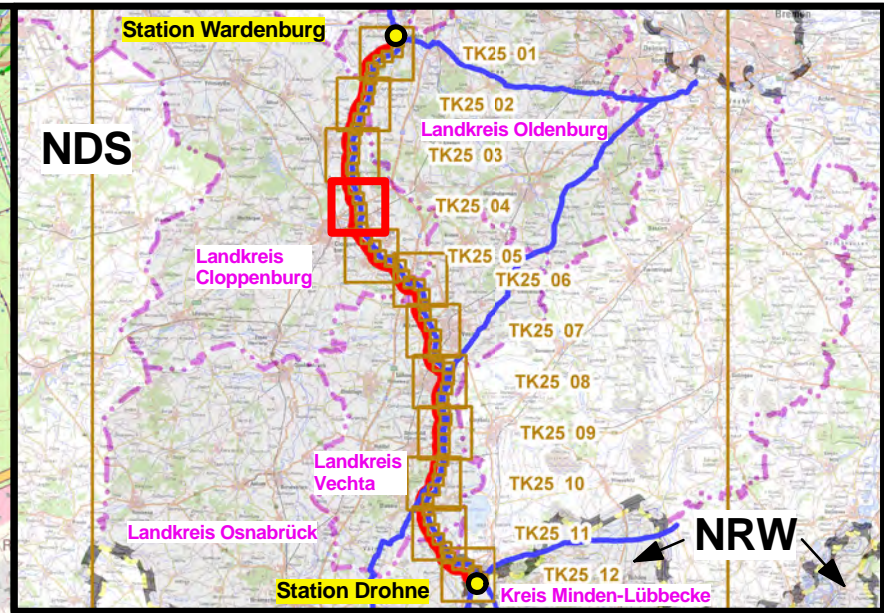 Station Wardenburg
TK25 01
TK25 02
Landkreis Oldenburg
NDS
TK25 03
TK25 04
Landkreis
Cloppenburg
TK25 05
TK25 06
TK25 07
TK25 08
TK25 09
Landkreis
Vechta
TK25 10
Landkreis Osnabrück
TK25 11
NRW
TK25 12
Station Drohne
Kreis Minden-Lübbecke